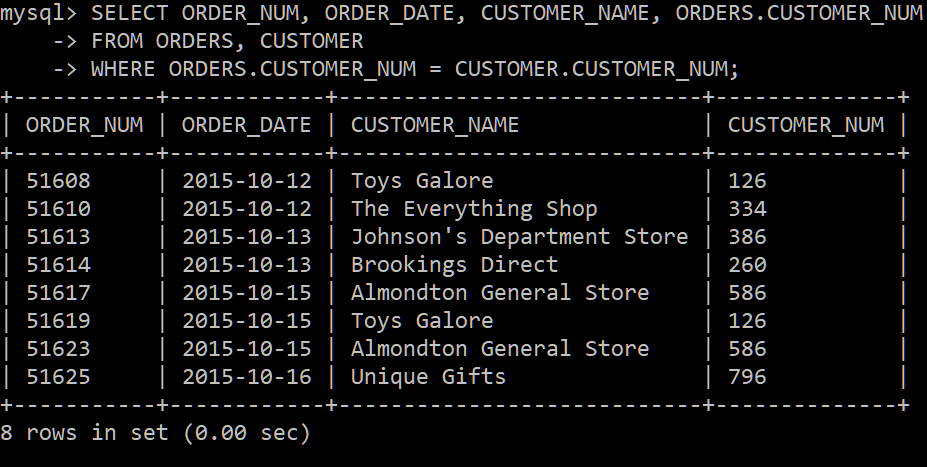 mysql> SELECT ORDER_NUM, ORDER_DATE, CUSTOMER_NAME, ORDERS.CUSTOMER_NUM
    -> FROM ORDERS, CUSTOMER
    -> WHERE ORDERS.CUSTOMER_NUM = CUSTOMER.CUSTOMER_NUM;
+-----------+------------+----------------------------+--------------+
| ORDER_NUM | ORDER_DATE | CUSTOMER_NAME              | CUSTOMER_NUM |
+-----------+------------+----------------------------+--------------+
| 51608     | 2015-10-12 | Toys Galore                | 126          |
| 51610     | 2015-10-12 | The Everything Shop        | 334          |
| 51613     | 2015-10-13 | Johnson's Department Store | 386          |
| 51614     | 2015-10-13 | Brookings Direct           | 260          |
| 51617     | 2015-10-15 | Almondton General Store    | 586          |
| 51619     | 2015-10-15 | Toys Galore                | 126          |
| 51623     | 2015-10-15 | Almondton General Store    | 586          |
| 51625     | 2015-10-16 | Unique Gifts               | 796          |
+-----------+------------+----------------------------+--------------+
8 rows in set (0.00 sec)